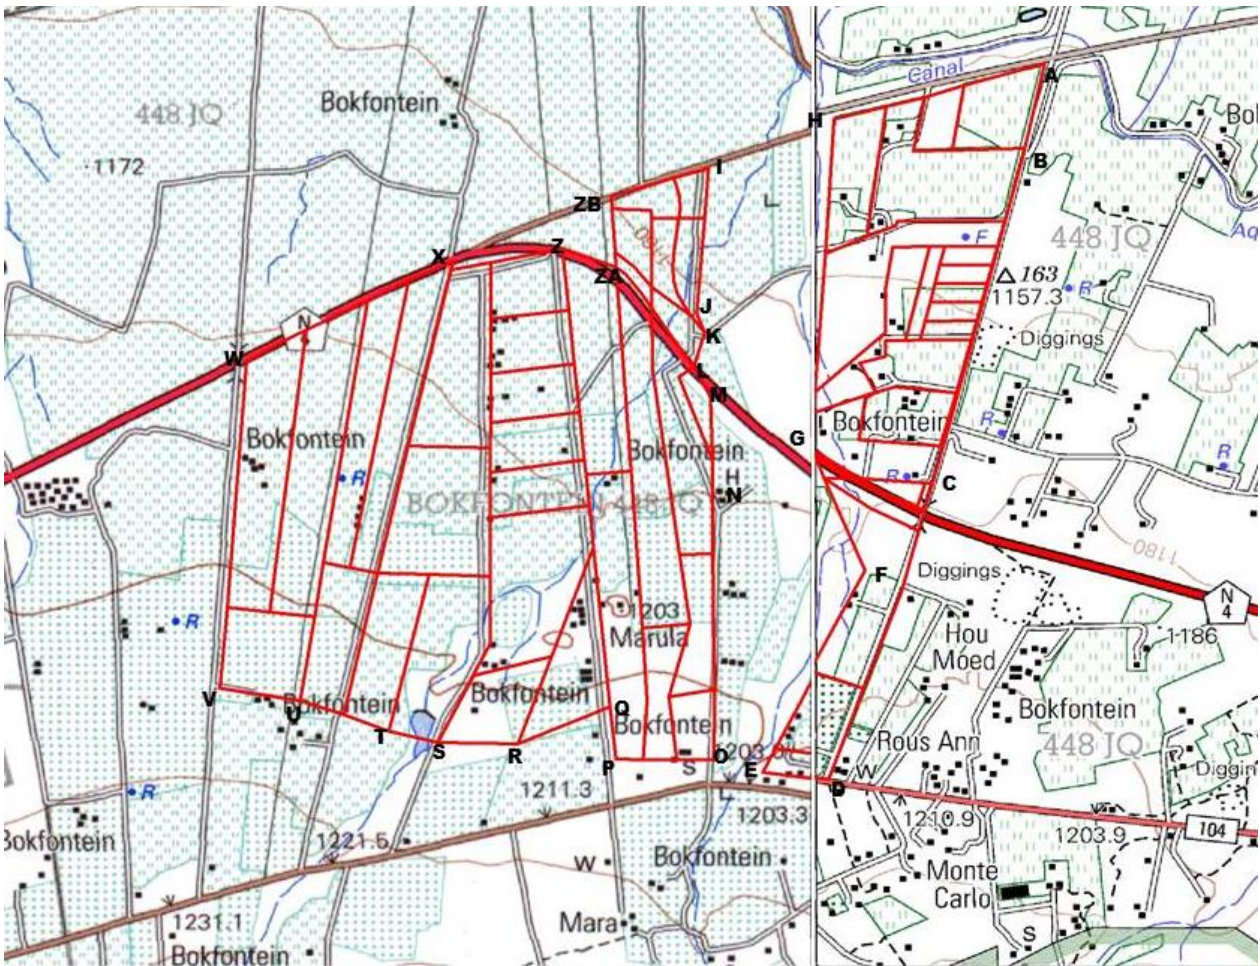 Canal
A
448 JQ
Bokfontein
H
1172
B
I
L
ZB
F
448 JQ
1180
Z
X
ZA
163
R
1157.3
J
N
4
K
Diggings
W
L
M
Bokfontein
R
Bokfontein
G
Bokfontein
R
H
R
R
C
N
BOKFONTEIN 448 JQ
1180
Diggings
F
N
4
1203
Marula
R
Hou
Moed
1186
Bokfontein
V
Bokfontein
U
Q
Bokfontein
Bokfontein
T
Rous Ann
448 JQ
S
R
O
S
E
P
W
D
R
1211.3
1203.3
1210.9
1203.9
104
1221.5
Bokfontein
W
Bokfontein
Monte
Carlo
1231.1
Mara
S
Bokfontein